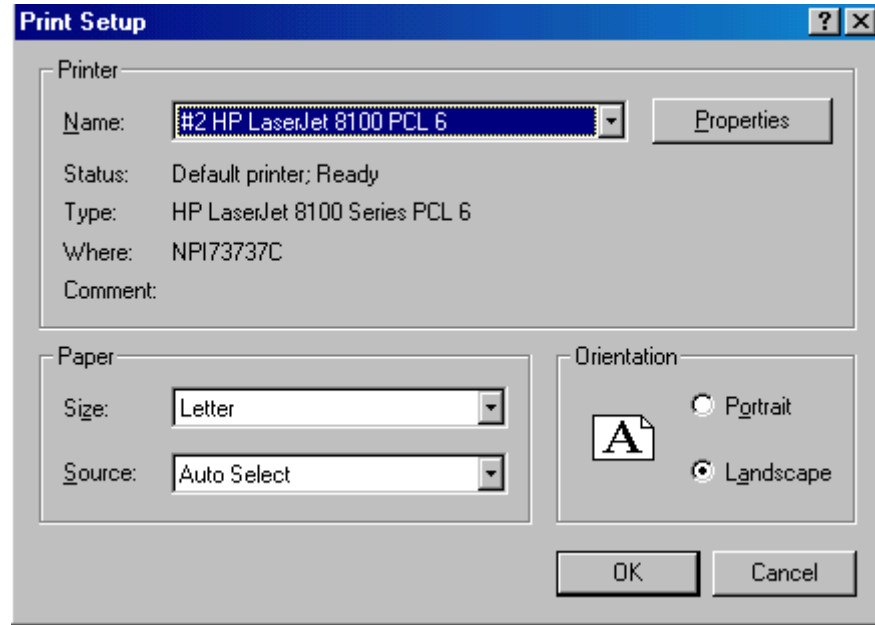 Print Setup
Printer
Name: #2 HP LaserJet 8100 PCL 6 Properties
Status: Default printer; Ready
Type: HP LaserJet 8100 Series PCL 6
Where: NPI73737C
Comment:
Paper
Size: Letter
Source: Auto Select
Orientation
A
Portrait
Landscape
OK Cancel